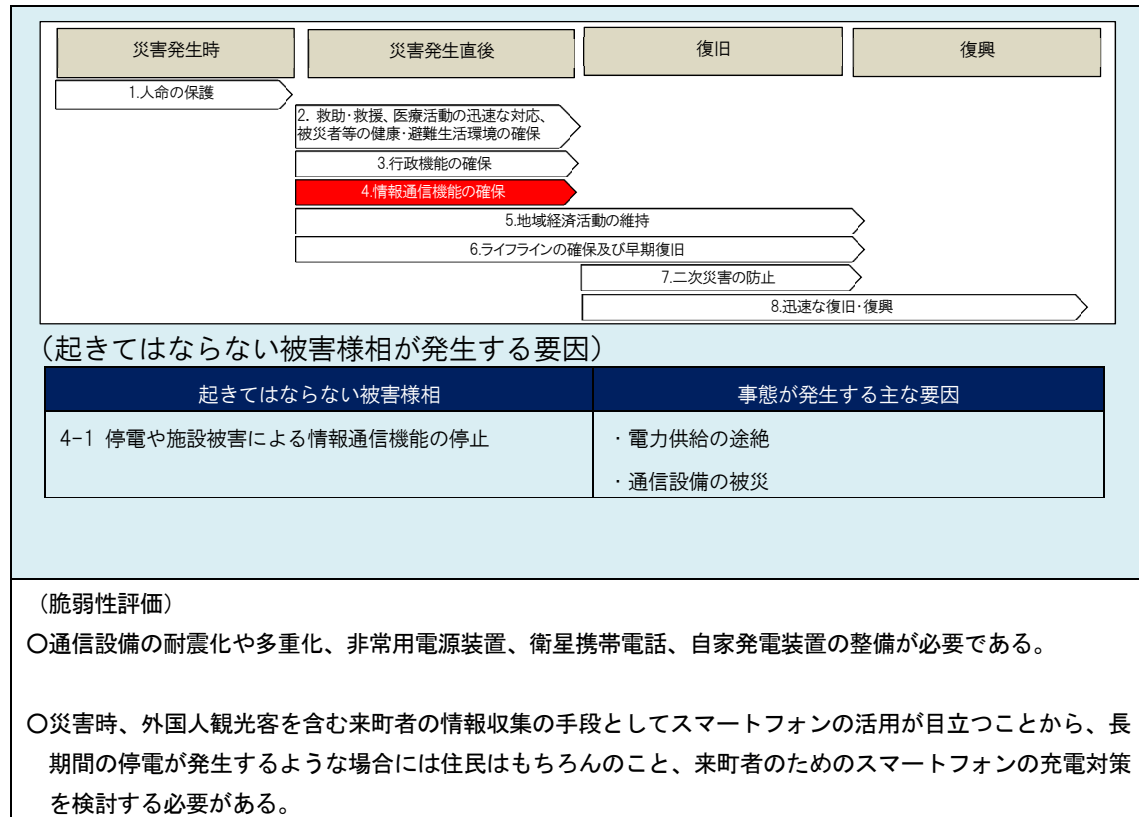 災害発生時
災害発生直後
復旧
復興
1.人命の保護
2. 救助・救援、医療活動の迅速な対応、
被災者等の健康・避難生活環境の確保
3.行政機能の確保
4.情報通信機能の確保
5.地域経済活動の維持
6.ライフラインの確保及び早期復旧
7.二次災害の防止
8.迅速な復旧・復興
（起きてはならない被害様相が発生する要因）
起きてはならない被害様相
事態が発生する主な要因
4-1 停電や施設被害による情報通信機能の停止
・電力供給の途絶
・通信設備の被災
（脆弱性評価）
〇通信設備の耐震化や多重化、非常用電源装置、衛星携帯電話、自家発電装置の整備が必要である。
〇災害時、外国人観光客を含む来町者の情報収集の手段としてスマートフォンの活用が目立つことから、長
期間の停電が発生するような場合には住民はもちろんのこと、来町者のためのスマートフォンの充電対策
を検討する必要がある。